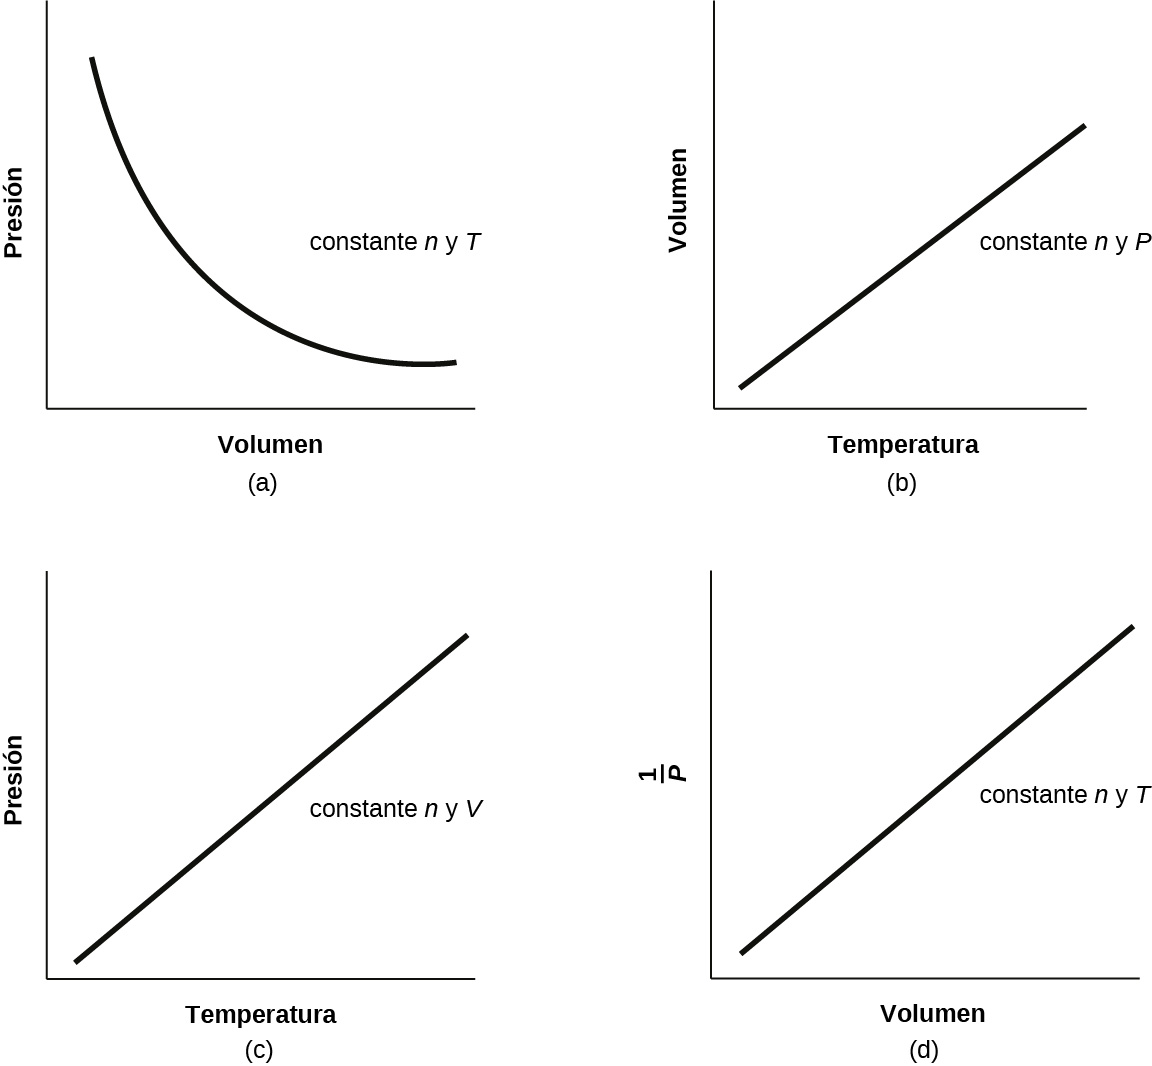 Presión
constante n y T
Volumen
(a)
Volumen
constante n y P
Temperatura
(b)
Presión
constante n y V
Temperatura
(c)
1
P
constante n y T
Volumen
(d)